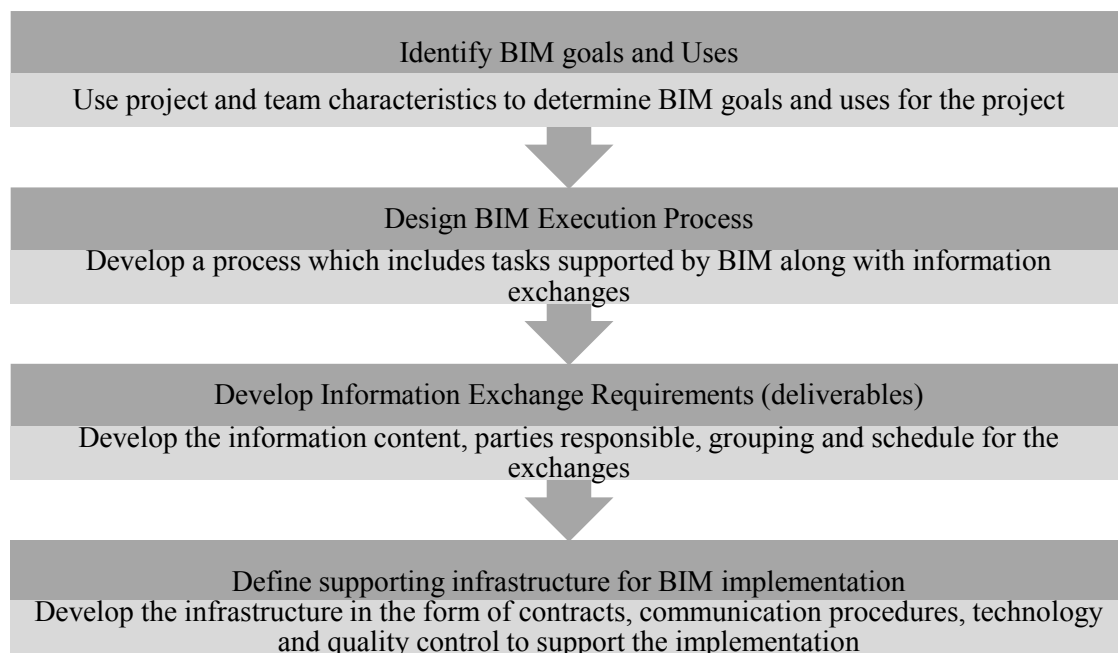 Identify BIM goals and Uses
Use project and team characteristics to determine BIM goals and uses for the project
Design BIM Execution Process
Develop a process which includes tasks supported by BIM along with information
exchanges
Develop Information Exchange Requirements (deliverables)
Develop the information content, parties responsible, grouping and schedule for the
exchanges
Define supporting infrastructure for BIM implementation
Develop the infrastructure in the form of contracts, communication procedures, technology
and quality control to support the implementation